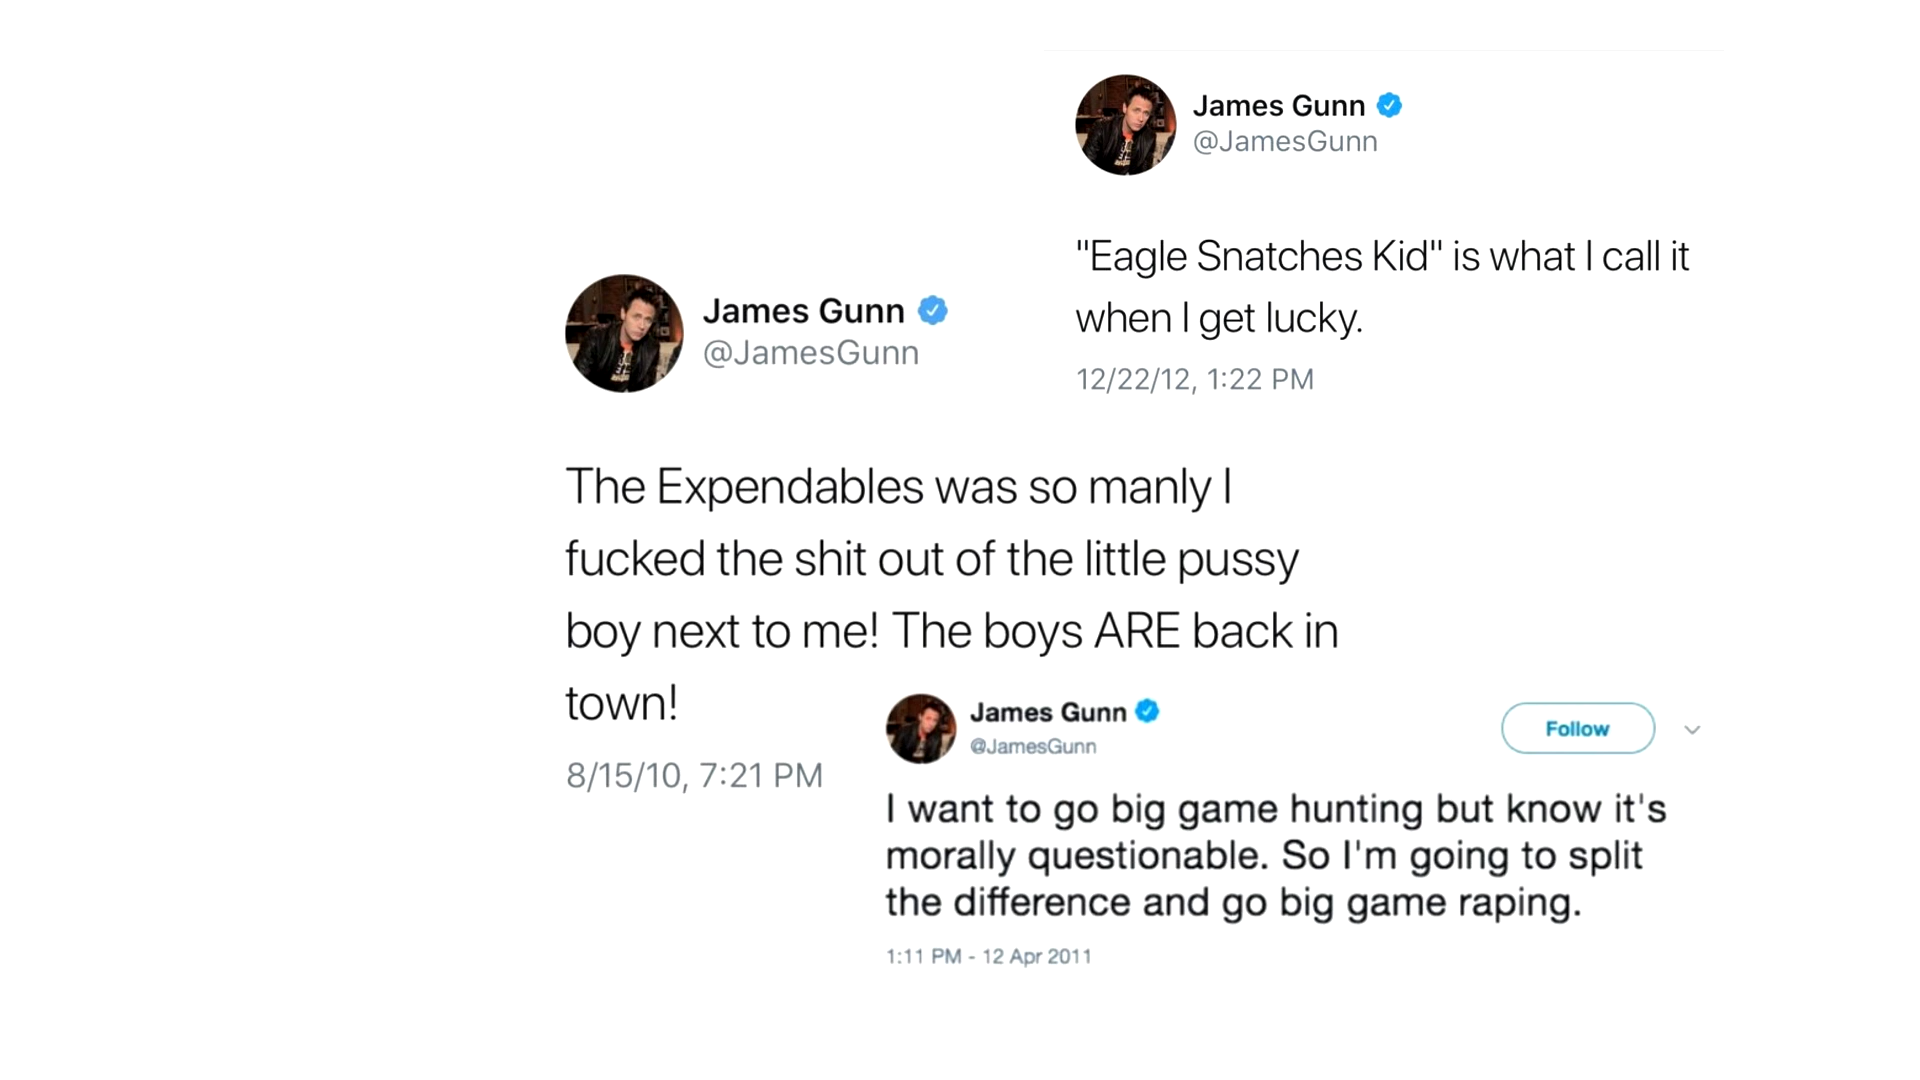 James Gunn
@JamesGunn
"Eagle Snatches Kid" is what I call it
when I get lucky.
12/22/12, 1:22 PM
James Gunn
@JamesGunn
The Expendables was so manly I
fucked the shit out of the little pussy
boy next to me! The boys ARE back in
town!
8/15/10, 7:21 PM
James Gunn
@JamesGunn
Follow
I want to go big game hunting but know it's
morally questionable. So I'm going to split
the difference and go big game raping.
1:11 PM - 12 Apr 2011